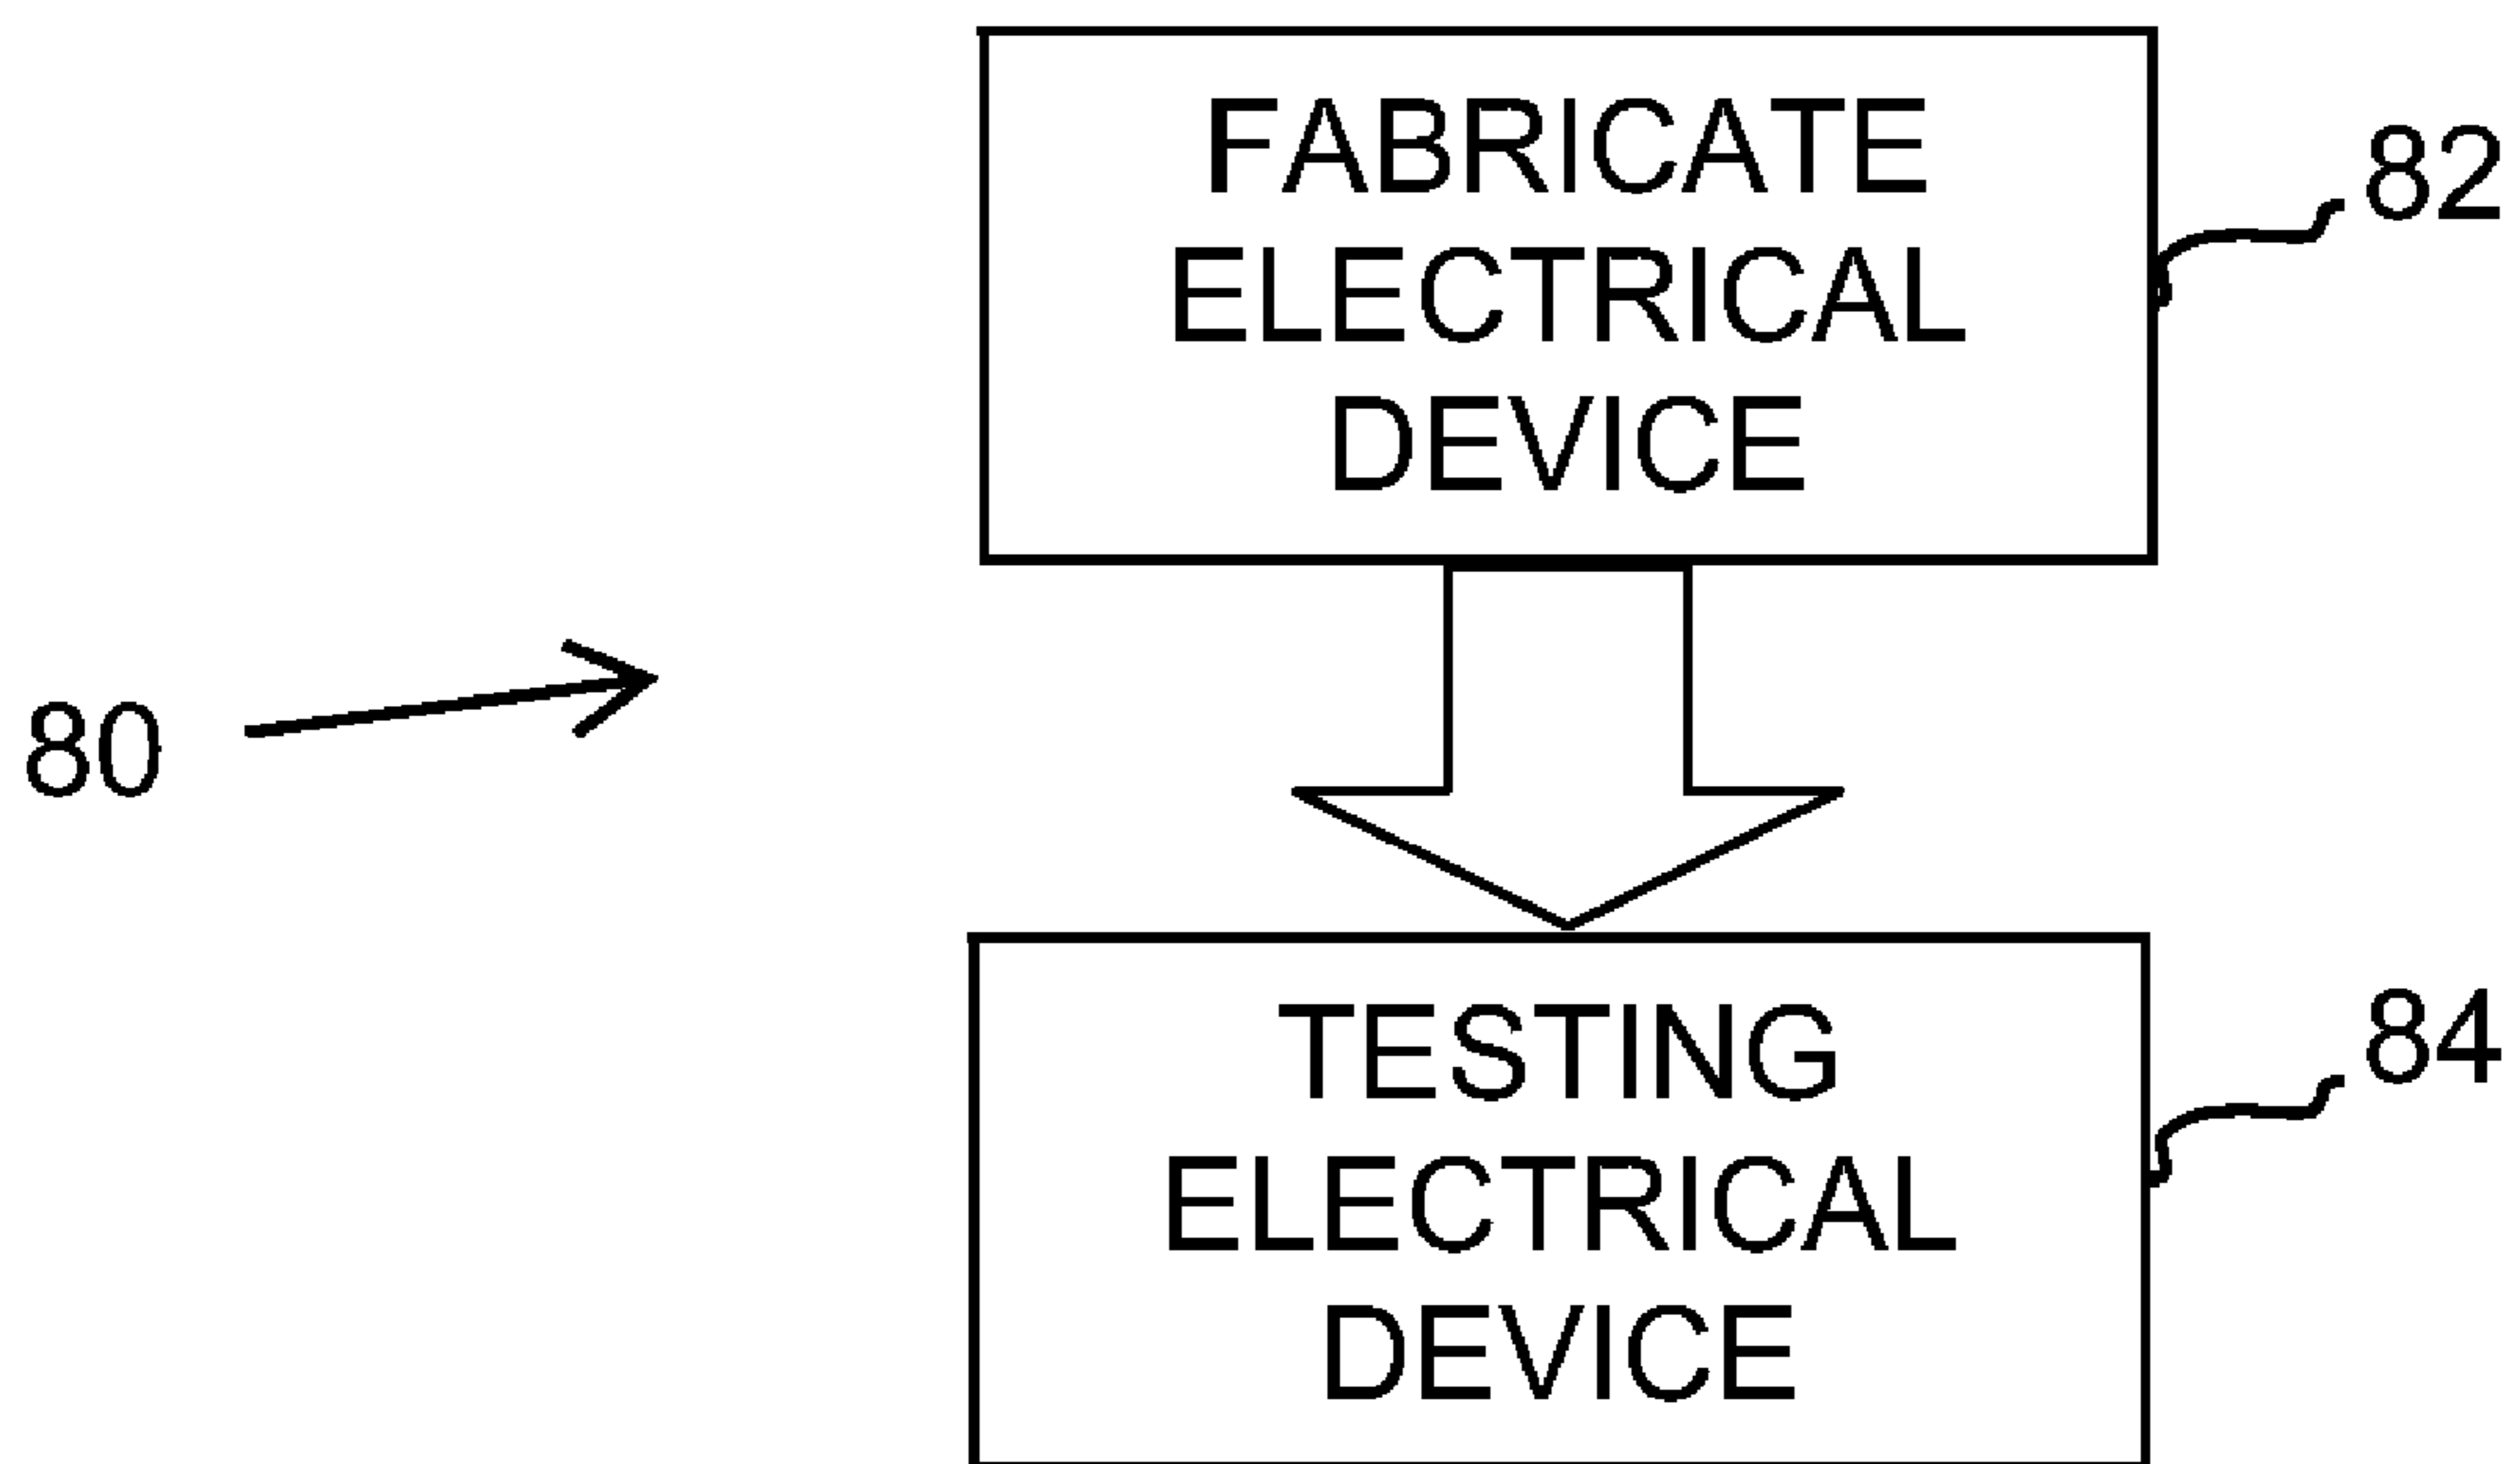 FABRICATE
ELECTRICAL
DEVICE
82
80
TESTING
ELECTRICAL
DEVICE
84